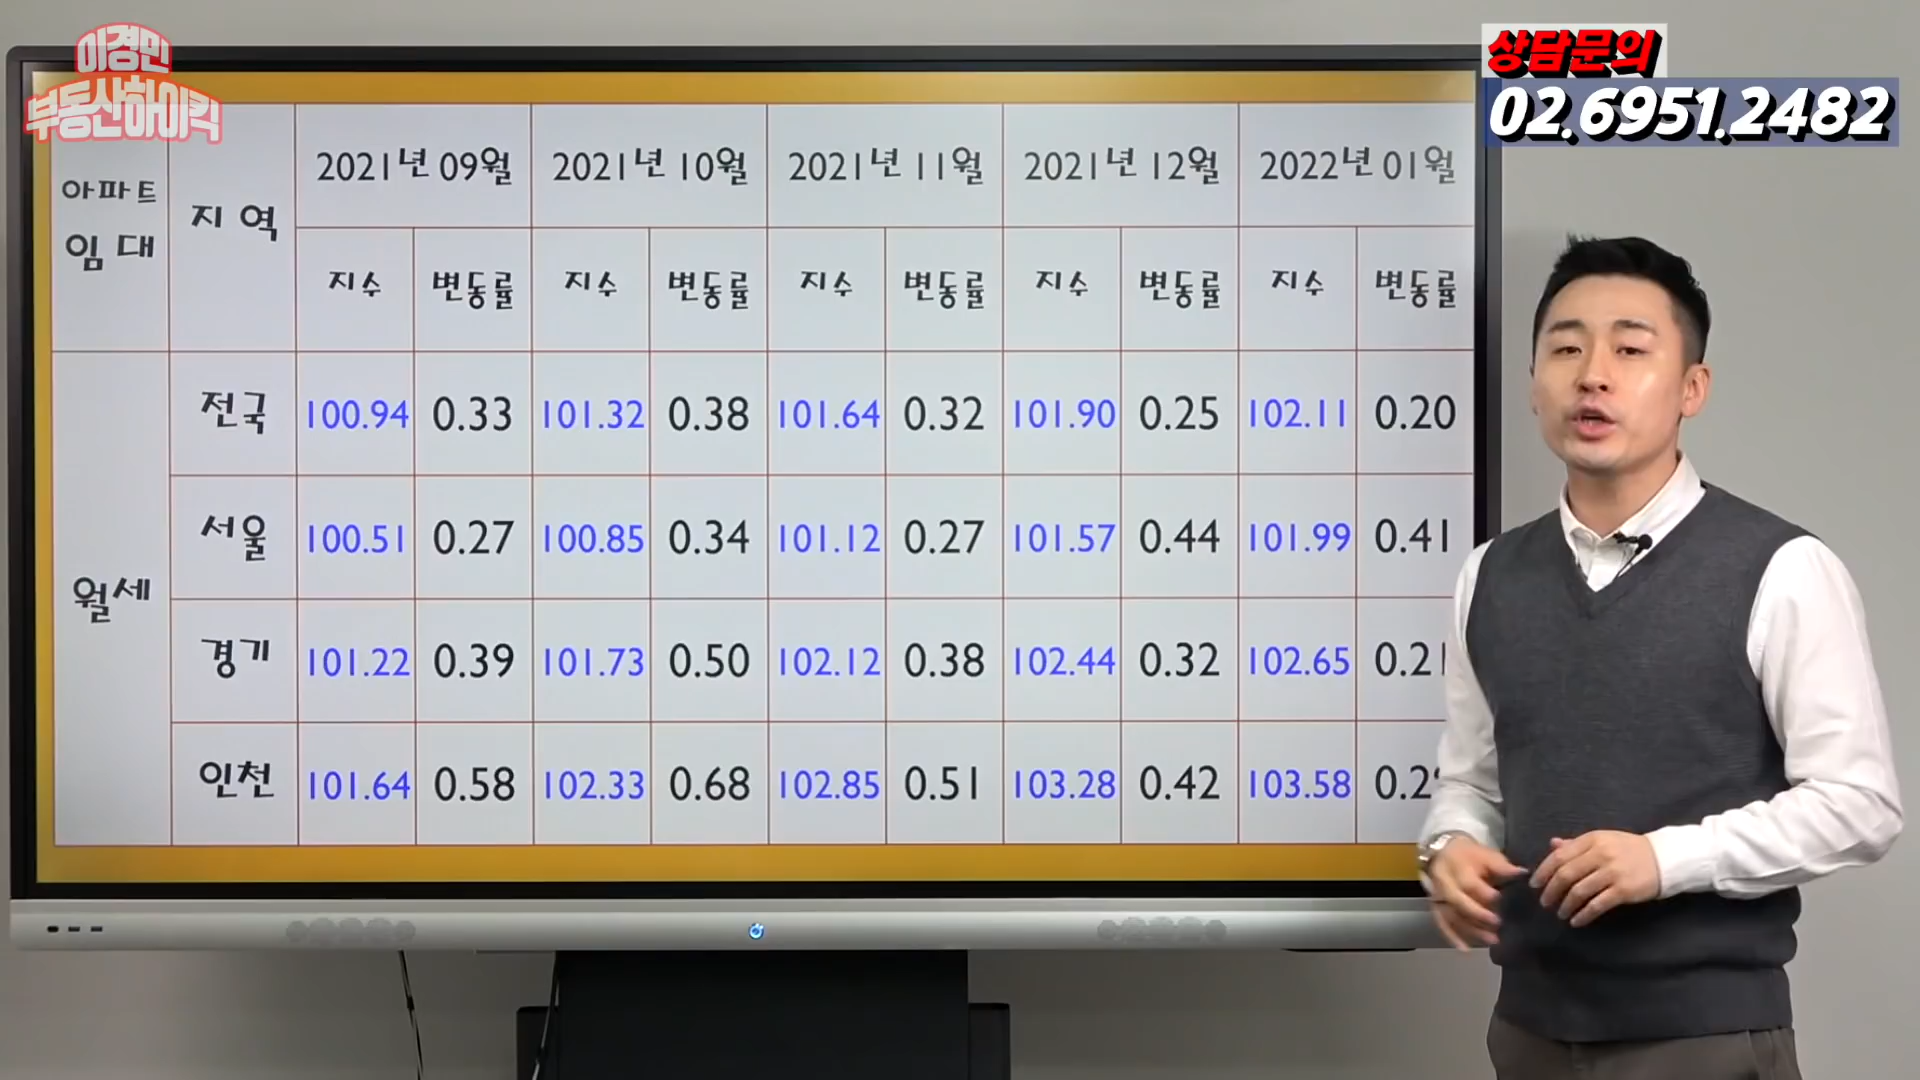 이경민
부동산하이킥
상담문의
02.6951.2482
아파트
임대
지역
2021년 09월 2021년 10월 2021년 11월 2021년 12월 2022년 01월
지수 변동률 지수 변동률 지수 변동률 지수 변동률 지수 변동률
월세
전국 100.94 0.33 101.32 0.38 101.64 0.32 101.90 0.25 102.11 0.20
서울 100.51 0.27 100.85 0.34 101.12 0.27 101.57 0.44 101.99 0.41
경기 101.22 0.39 101.73 0.50 102.12 0.38 102.44 0.32 102.65 0.21
인천 101.64 0.58 102.33 0.68 102.85 0.51 103.28 0.42 103.58